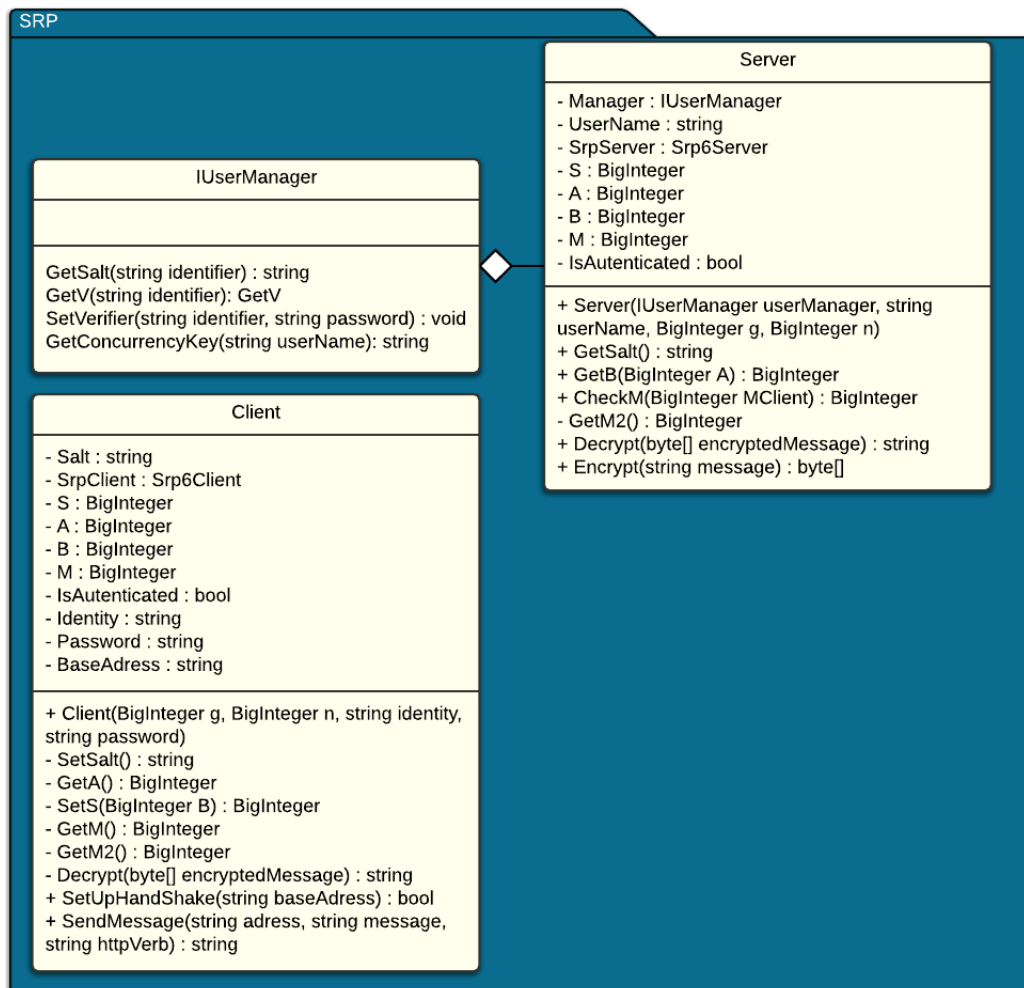 SRP
IUserManager
GetSalt(string identifier) : string
GetV(string identifier): GetV
SetVerifier(string identifier, string password) : void
GetConcurrencyKey(string userName): string
Server
- Manager : IUserManager
- UserName : string
- SrpServer : Srp6Server
- S : BigInteger
- A : BigInteger
- B : BigInteger
- M : BigInteger
- IsAutenticated : bool
+ Server(IUserManager userManager, string
userName, BigInteger g, BigInteger n)
+ GetSalt() : string
+ GetB(BigInteger A) : BigInteger
+ CheckM(BigInteger MClient) : BigInteger
- GetM2() : BigInteger
+ Decrypt(byte[] encryptedMessage) : string
+ Encrypt(string message) : byte[]
Client
- Salt : string
- SrpClient : Srp6Client
- S : BigInteger
- A : BigInteger
- B : BigInteger
- M : BigInteger
- IsAutenticated : bool
- Identity : string
- Password : string
- BaseAdress : string
+ Client(BigInteger g, BigInteger n, string identity,
string password)
- SetSalt() : string
- GetA() : BigInteger
- SetS(BigInteger B) : BigInteger
- GetM() : BigInteger
- GetM2() : BigInteger
- Decrypt(byte[] encryptedMessage) : string
+ SetUpHandShake(string baseAdress) : bool
+ SendMessage(string adress, string message,
string httpVerb) : string